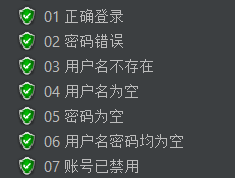 01 正确登录
02 密码错误
03 用户名不存在
04 用户名为空
05 密码为空
06 用户名密码均为空
07 账号已禁用